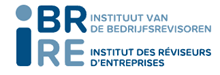 iBR INSTITUUT VAN
DE BEDRIJFSREVISOREN
iRE INSTITUT DES RÉVISEURS
D'ENTREPRISES